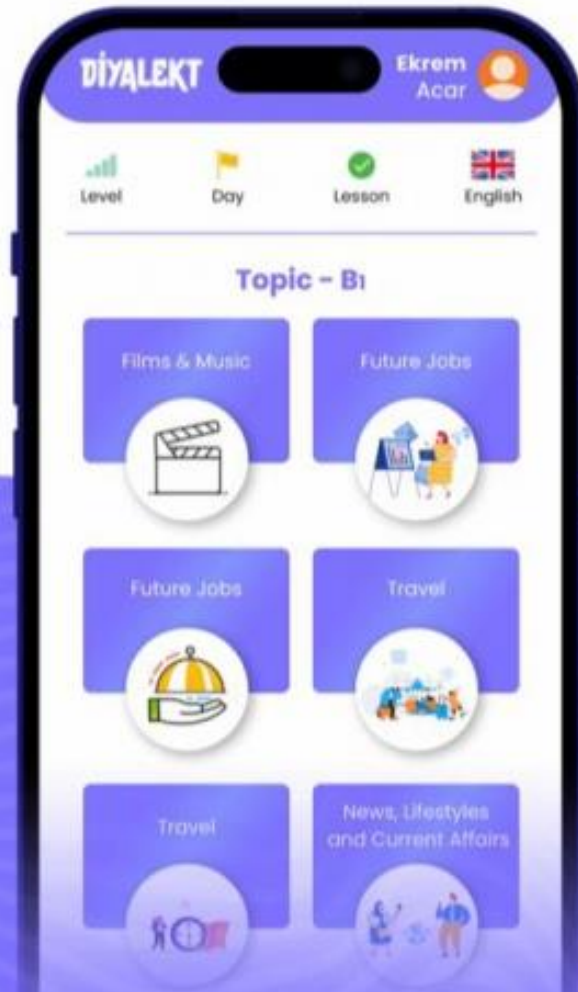 DİYALEKT
Ekrem
Acar
Level
Day
Lesson
English
Topic - B1
Films & Music
Future Jobs
Future Jobs
Travel
Travel
News, Lifestyles
and Current Affairs